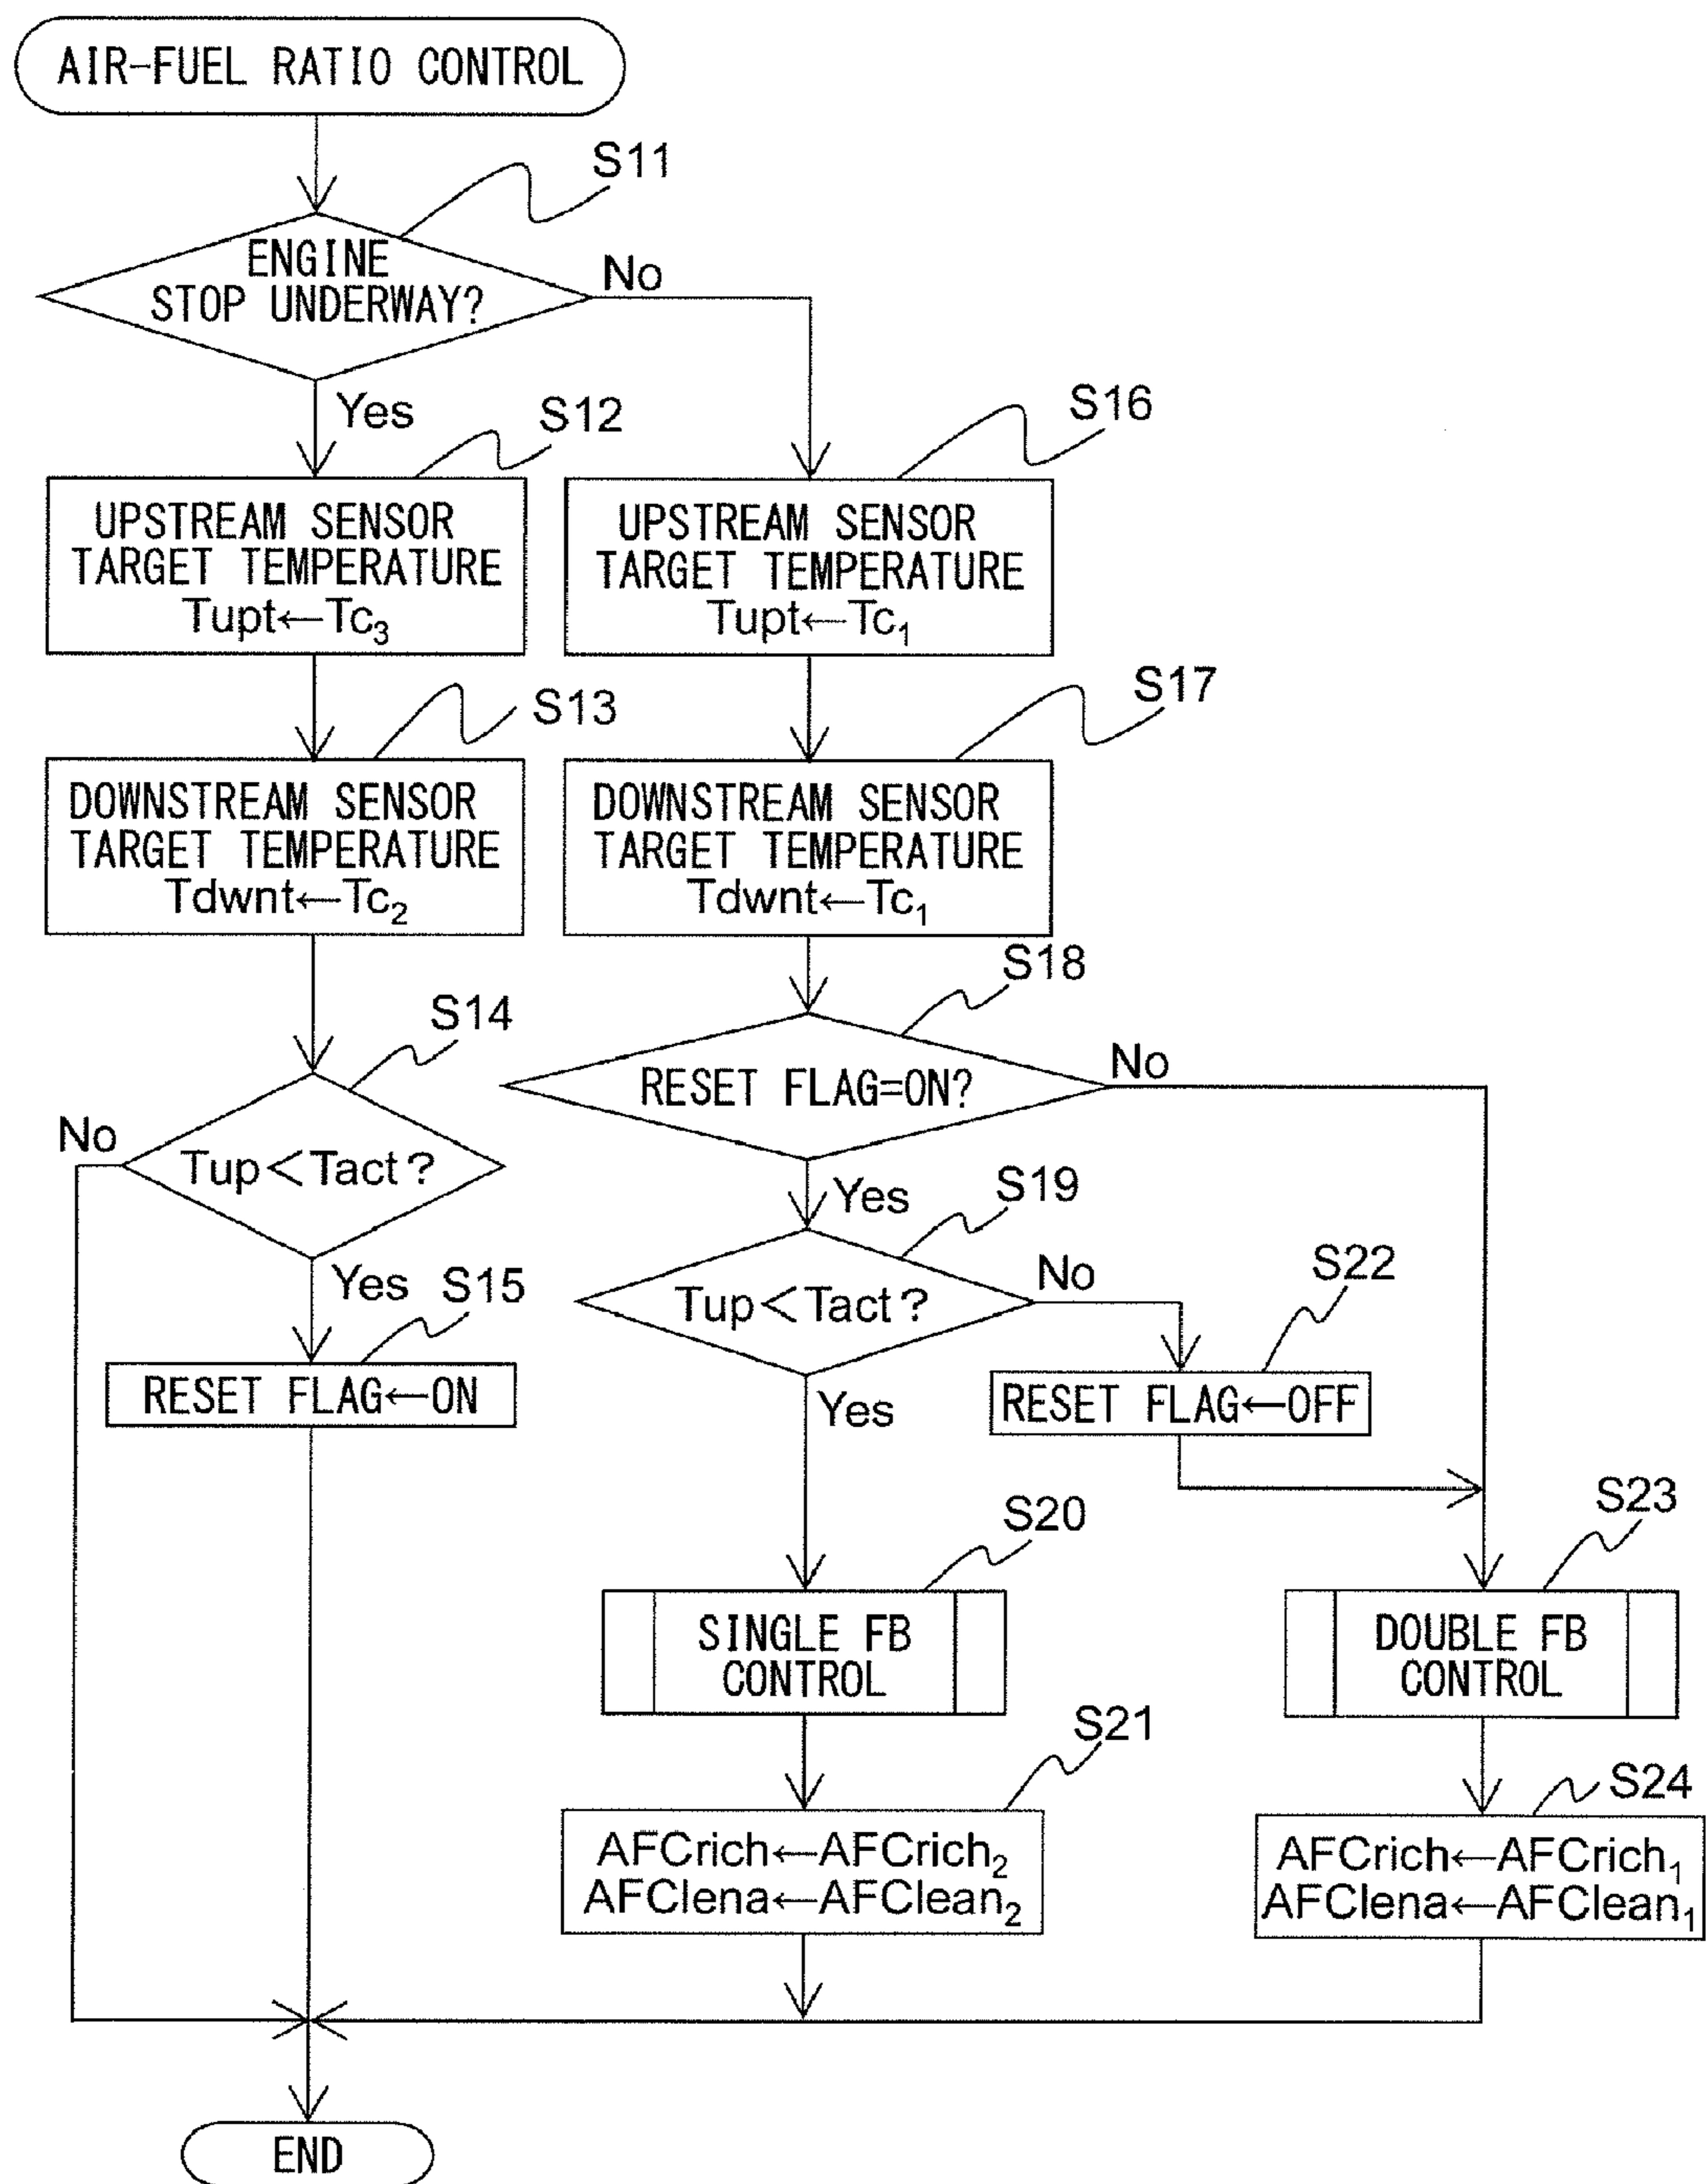 AIR-FUEL RATIO CONTROL
S11
ENGINE
STOP UNDERWAY?
No
Yes
S12
UPSTREAM SENSOR
TARGET TEMPERATURE
Tupt←Tc₃
S16
UPSTREAM SENSOR
TARGET TEMPERATURE
Tupt←Tc₁
S13
DOWNSTREAM SENSOR
TARGET TEMPERATURE
Tdwnt←Tc₂
S17
DOWNSTREAM SENSOR
TARGET TEMPERATURE
Tdwnt←Tc₁
S14
Tup<Tact?
No
Yes
S15
RESET FLAG←ON
S18
RESET FLAG=ON?
No
Yes
S19
Tup<Tact?
No
Yes
S22
RESET FLAG←OFF
S20
SINGLE FB
CONTROL
S23
DOUBLE FB
CONTROL
S21
AFCrich←AFCrich₂
AFClena←AFClean₂
S24
AFCrich←AFCrich₁
AFClena←AFClean₁
END